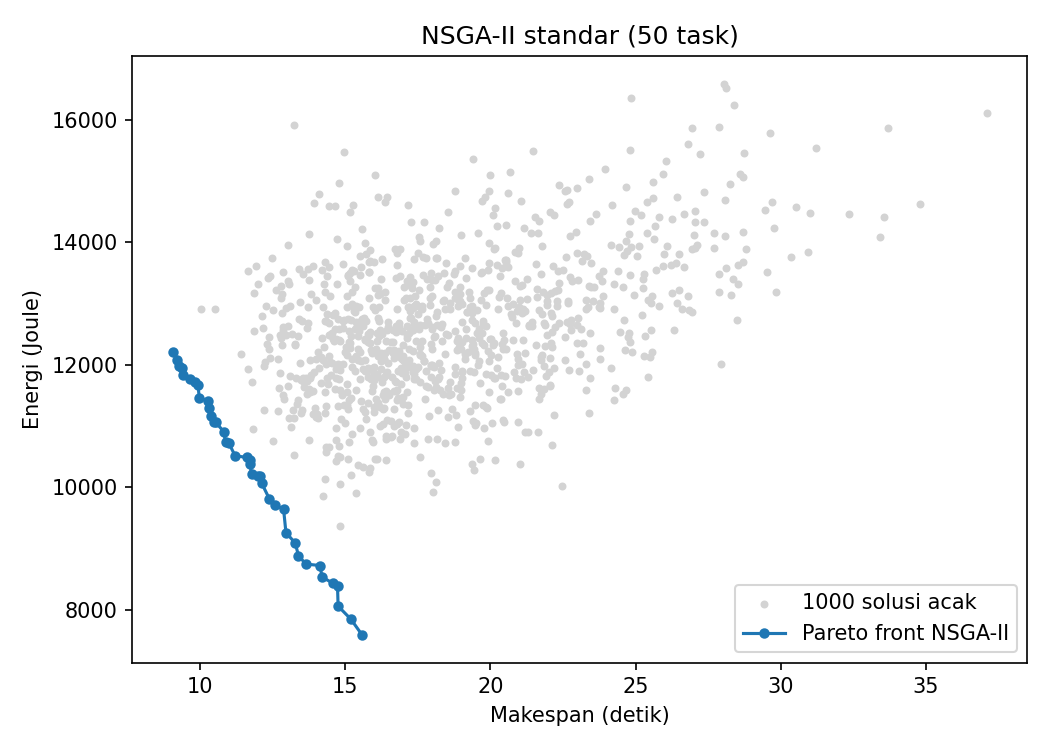 NSGA-II standar (50 task)
Energi (Joule)
16000
14000
12000
10000
8000
10 15 20 25 30 35
Makespan (detik)
1000 solusi acak
Pareto front NSGA-II